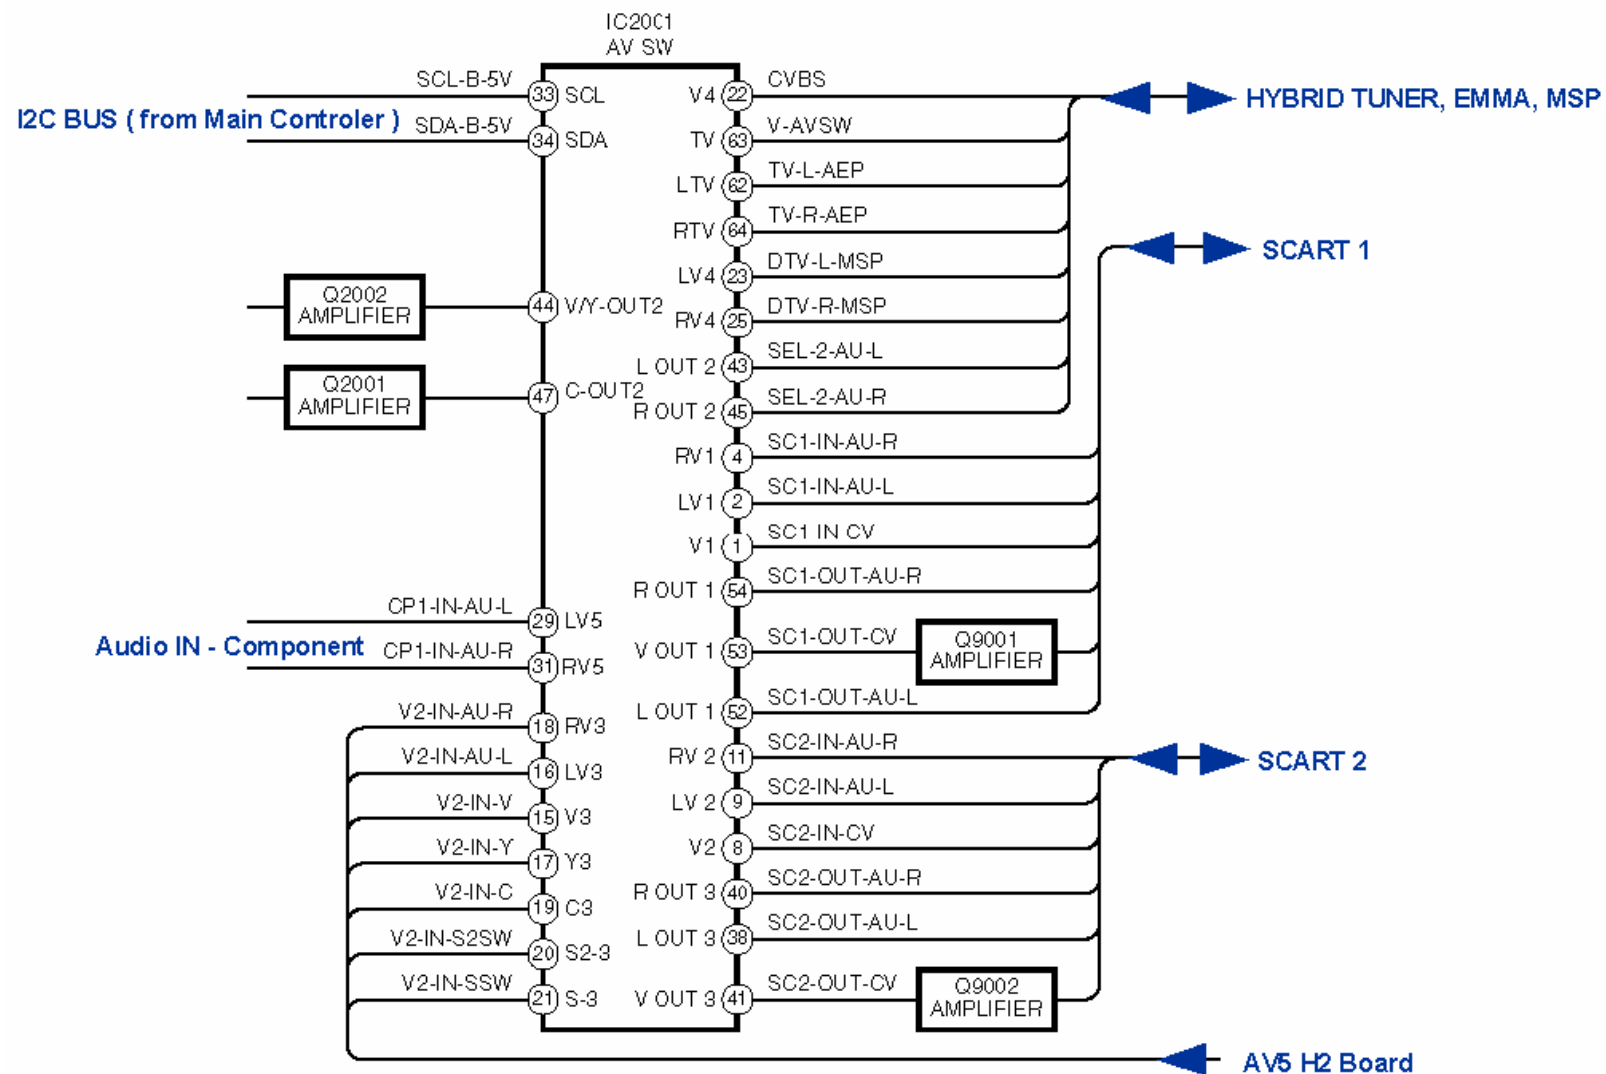 IC2001
AV SW
SCL-B-5V
33 SCL
I2C BUS ( from Main Controler )
SDA-B-5V
34 SDA
Q2002
AMPLIFIER
44 V/Y-OUT2
Q2001
AMPLIFIER
47 C-OUT2
CP1-IN-AU-L
29 LV5
Audio IN - Component
CP1-IN-AU-R
31 RV5
V2-IN-AU-R
18 RV3
V2-IN-AU-L
16 LV3
V2-IN-V
15 V3
V2-IN-Y
17 Y3
V2-IN-C
19 C3
V2-IN-S2SW
20 S2-3
V2-IN-SSW
21 S-3
V4 22 CVBS
HYBRID TUNER, EMMA, MSP
TV 63 V-AVSW
LTV 62 TV-L-AEP
RTV 64 TV-R-AEP
LV4 23 DTV-L-MSP
RV4 25 DTV-R-MSP
L OUT 2 43 SEL-2-AU-L
R OUT 2 45 SEL-2-AU-R
SCART 1
RV1 4 SC1-IN-AU-R
LV1 2 SC1-IN-AU-L
V1 1 SC1 IN CV
R OUT 1 54 SC1-OUT-AU-R
V OUT 1 53 SC1-OUT-CV
Q9001
AMPLIFIER
L OUT 1 52 SC1-OUT-AU-L
RV 2 11 SC2-IN-AU-R
SCART 2
LV 2 9 SC2-IN-AU-L
V2 8 SC2-IN-CV
R OUT 3 40 SC2-OUT-AU-R
L OUT 3 38 SC2-OUT-AU-L
V OUT 3 41 SC2-OUT-CV
Q9002
AMPLIFIER
AV5 H2 Board